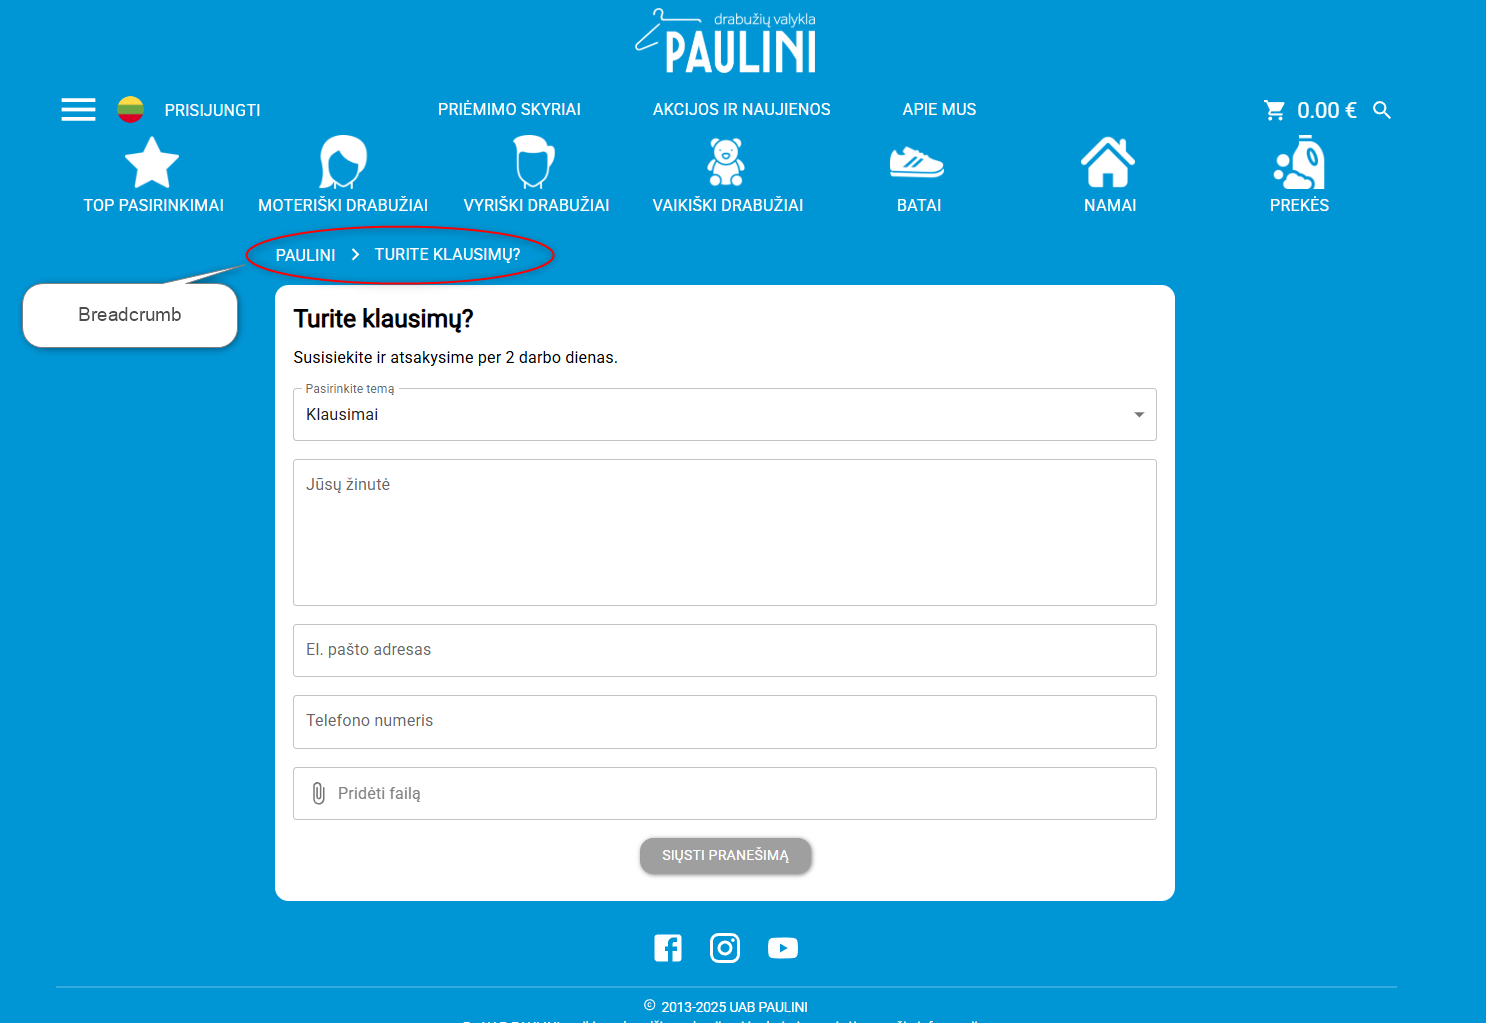 drabužių valykla
PAULINI
PRISIJUNGTI
PRIĖMIMO SKYRIAI
AKCIJOS IR NAUJIENOS
APIE MUS
0.00 €
TOP PASIRINKIMAI
MOTERIŠKI DRABUŽIAI
VYRIŠKI DRABUŽIAI
VAIKIŠKI DRABUŽIAI
BATAI
NAMAI
PREKĖS
PAULINI > TURITE KLAUSIMŲ?
Breadcrumb
Turite klausimų?
Susisiekite ir atsakysime per 2 darbo dienas.
Pasirinkite temą
Klausimai
Jūsų žinutė
El. pašto adresas
Telefono numeris
Pridėti failą
SIŲSTI PRANEŠIMĄ
© 2013-2025 UAB PAULINI